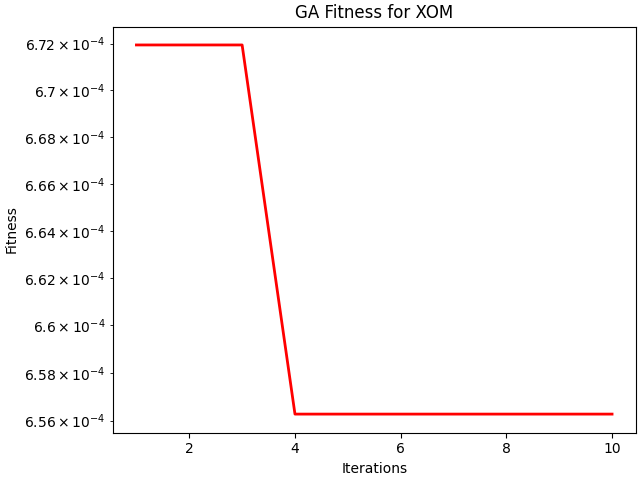 GA Fitness for XOM
Fitness
6.72 × 10⁻⁴
6.7 × 10⁻⁴
6.68 × 10⁻⁴
6.66 × 10⁻⁴
6.64 × 10⁻⁴
6.62 × 10⁻⁴
6.6 × 10⁻⁴
6.58 × 10⁻⁴
6.56 × 10⁻⁴
2 4 6 8 10
Iterations